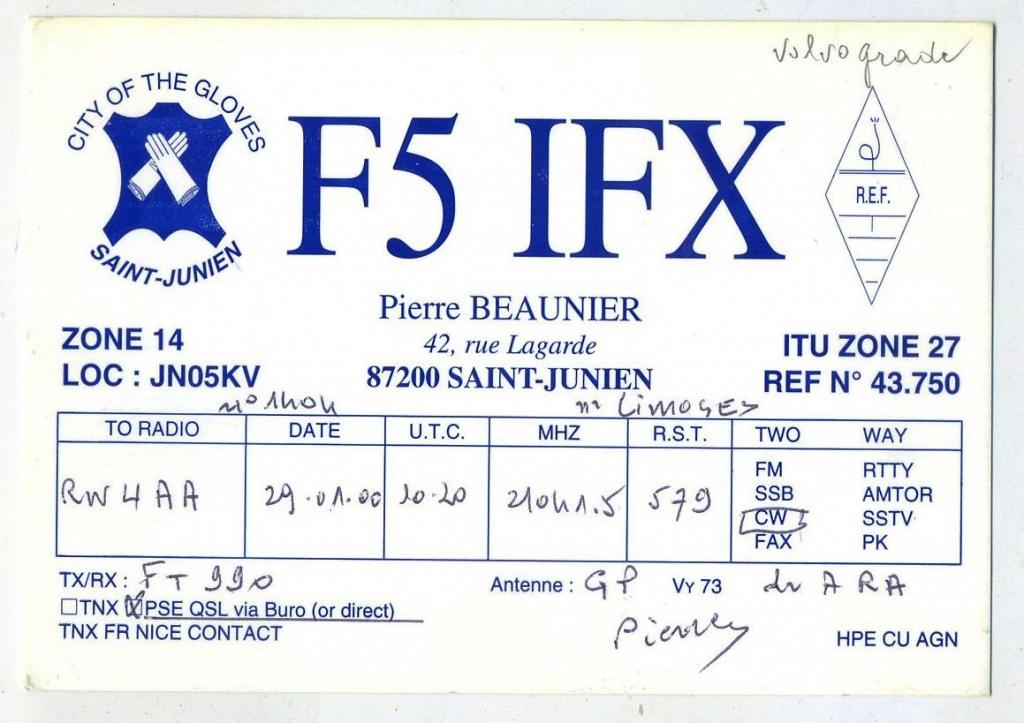 volvograde
CITY OF THE GLOVES
SAINT-JUNIEN
F5 IFX
R.E.F.
Pierre BEAUNIER
42, rue Lagarde
87200 SAINT-JUNIEN
ZONE 14
LOC : JN05KV
ITU ZONE 27
REF N° 43.750
Limoges
TO RADIO DATE U.T.C. MHZ R.S.T. TWO WAY
RW4AA 29.01.00 10.20 21041.5 579
FM RTTY
SSB AMTOR
CW SSTV
FAX PK
TX/RX : FT 990 Antenne : GP VY 73 ARA
TNX PSE QSL via Buro (or direct)
TNX FR NICE CONTACT
HPE CU AGN